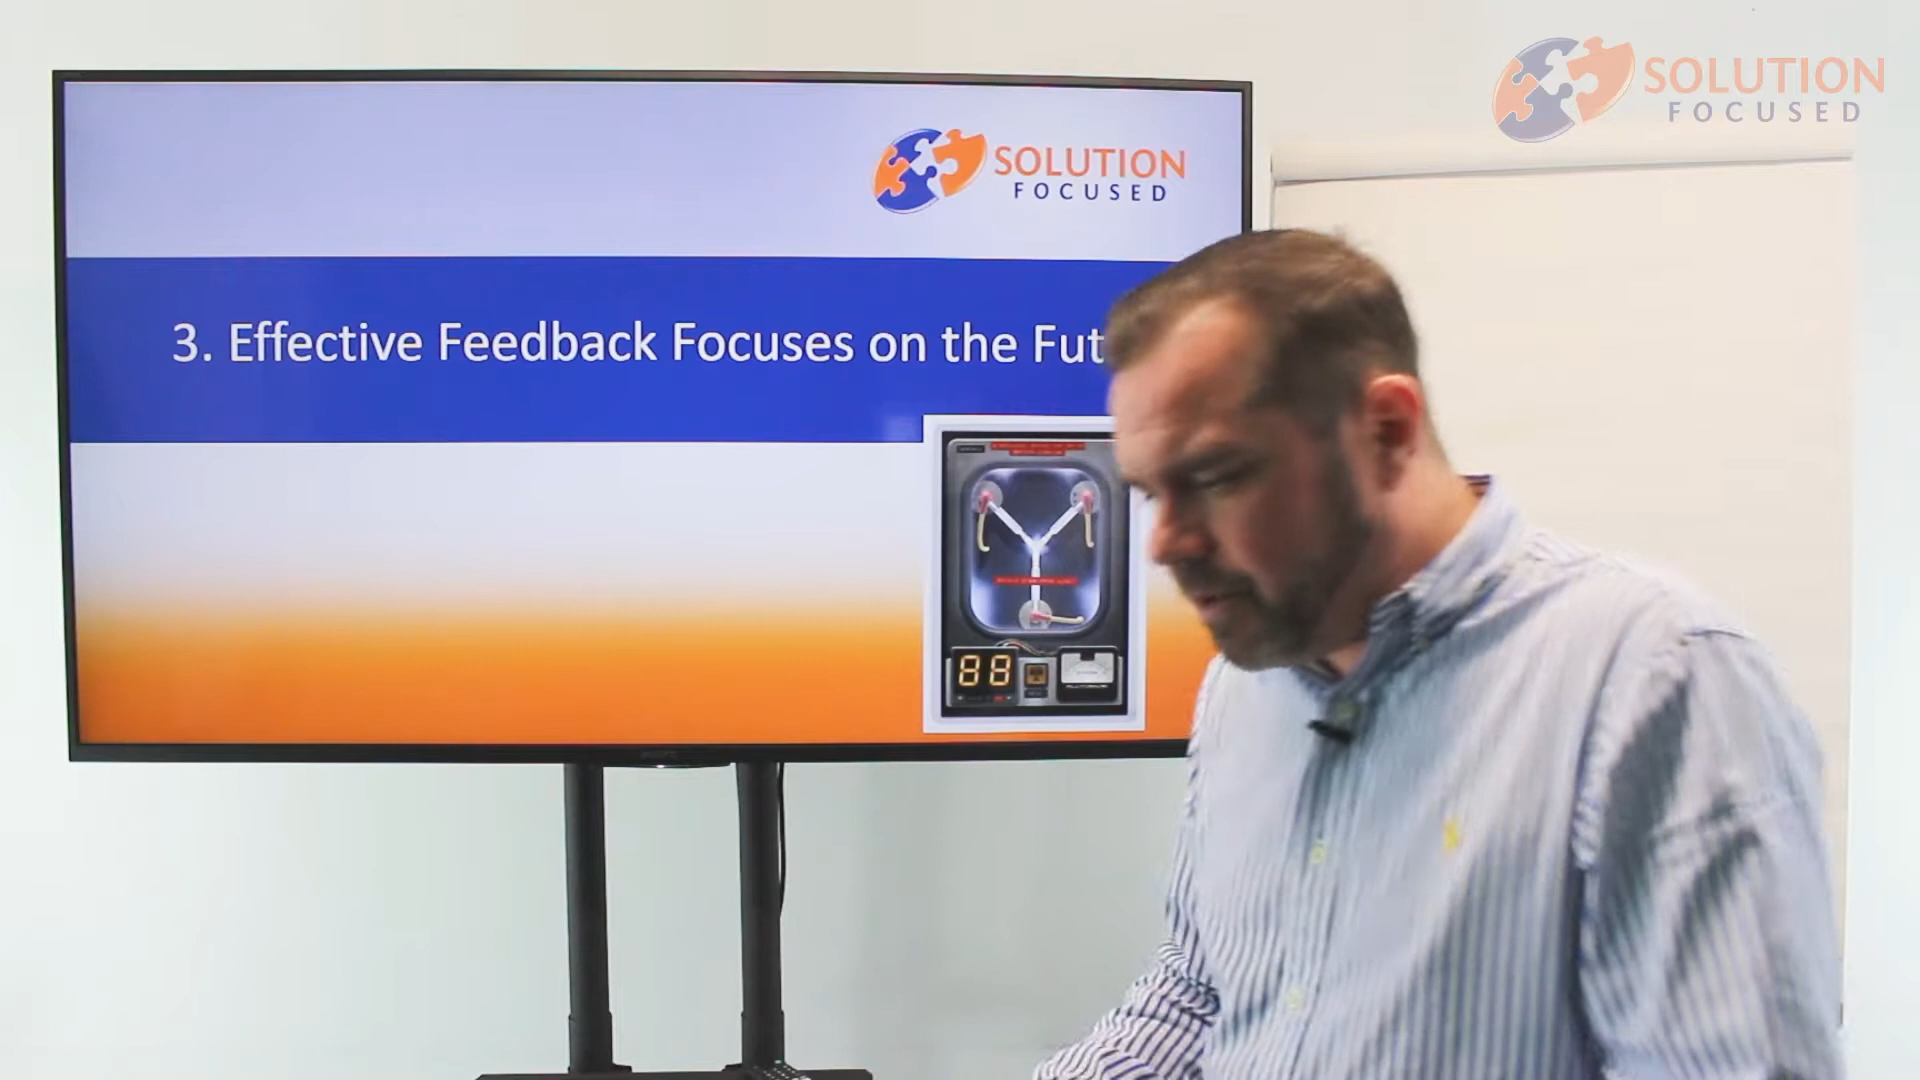 SOLUTION
FOCUSED
SOLUTION
FOCUSED
3. Effective Feedback Focuses on the Fut
88